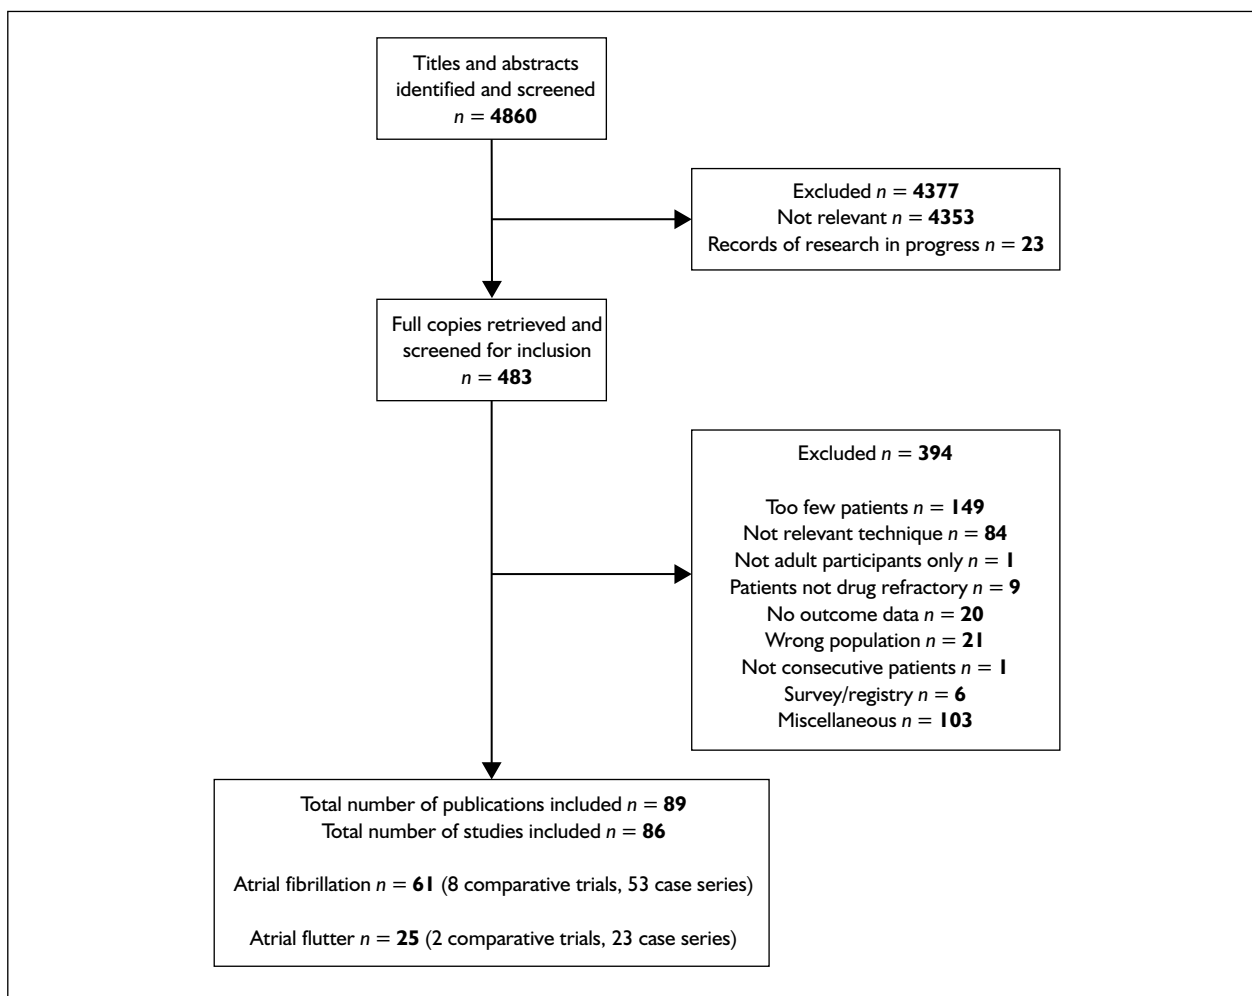 Titles and abstracts
identified and screened
n = 4860
Excluded n = 4377
Not relevant n = 4353
Records of research in progress n = 23
Full copies retrieved and
screened for inclusion
n = 483
Excluded n = 394
Too few patients n = 149
Not relevant technique n = 84
Not adult participants only n = 1
Patients not drug refractory n = 9
No outcome data n = 20
Wrong population n = 21
Not consecutive patients n = 1
Survey/registry n = 6
Miscellaneous n = 103
Total number of publications included n = 89
Total number of studies included n = 86
Atrial fibrillation n = 61 (8 comparative trials, 53 case series)
Atrial flutter n = 25 (2 comparative trials, 23 case series)